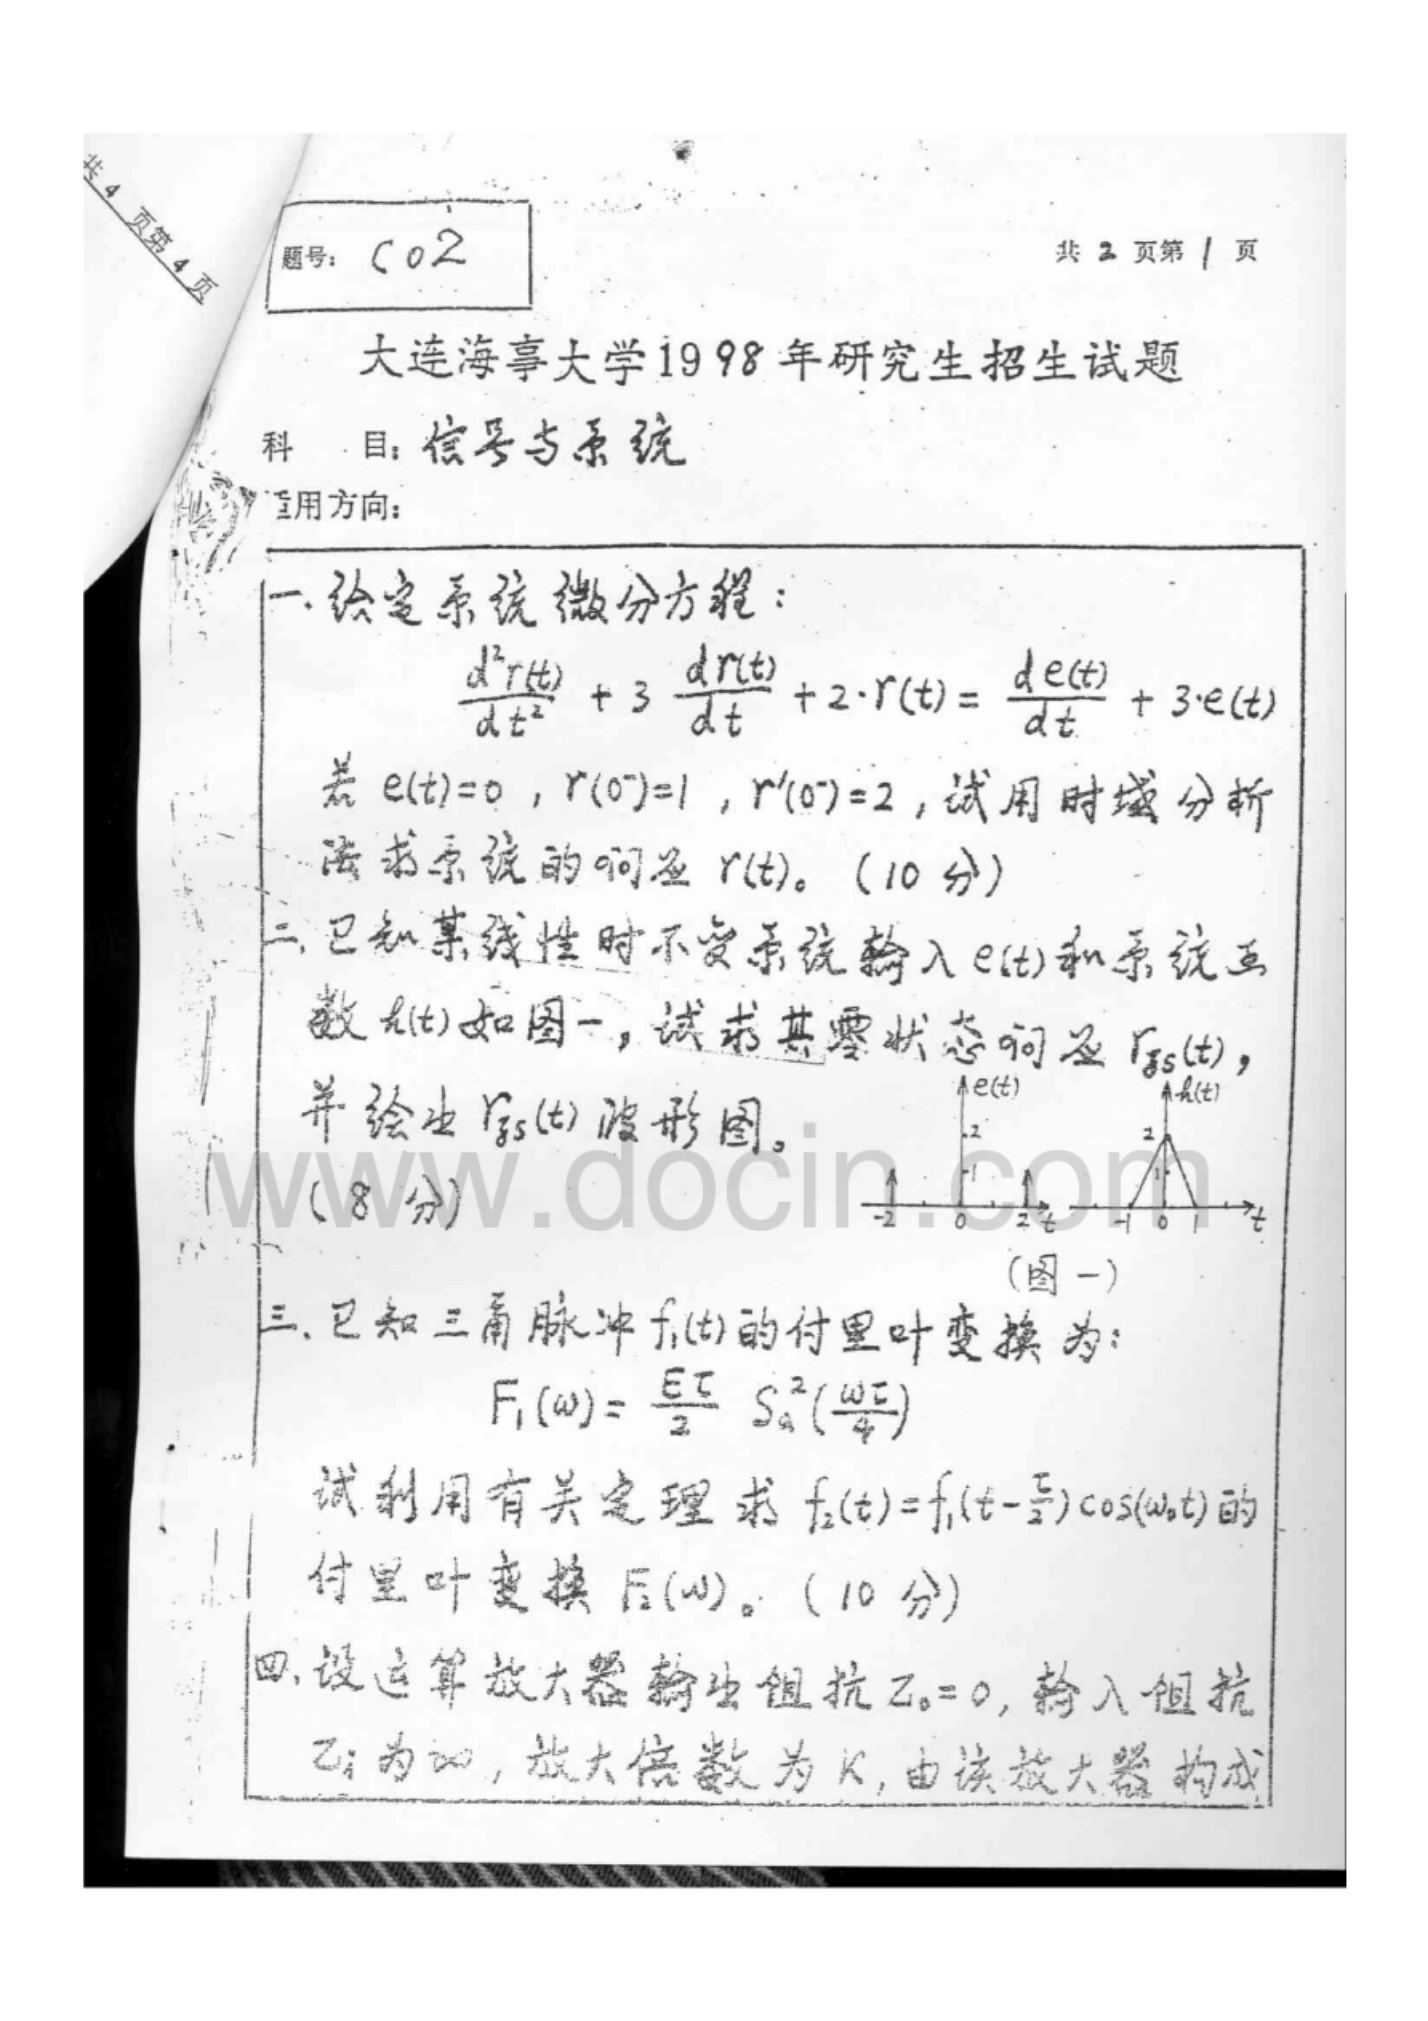 共 4 页第 4 页
题号: C02
共 2 页第 1 页
大连海事大学1998年研究生招生试题
科 目: 信号与系统
适用方向:
一、给定系统微分方程:
d²r(t)/dt² + 3 dr(t)/dt + 2·r(t) = de(t)/dt + 3·e(t)
若 e(t)=0 , r(0⁻)=1 , r'(0⁻)=2 , 试用时域分析
法求系统的响应 r(t)。(10 分)
二、已知某线性时不变系统输入 e(t) 和系统函
数 h(t) 如图一, 试求其零状态响应 rzs(t),
并绘出 rzs(t) 波形图。
(8 分)
e(t)
2
1
-2 0 2 t
h(t)
2
1
-1 0 1 t
(图一)
www.docin.com
三、已知三角脉冲 f₁(t) 的付里叶变换为:
F₁(ω) = Eτ/2 Sa²(ωτ/4)
试利用有关定理求 f₂(t)=f₁(t-τ/2)cos(ω₀t) 的
付里叶变换 F₂(ω)。(10 分)
四、设运算放大器输出阻抗 Z₀=0, 输入阻抗
Zi 为 ∞, 放大倍数为 K, 由该放大器构成